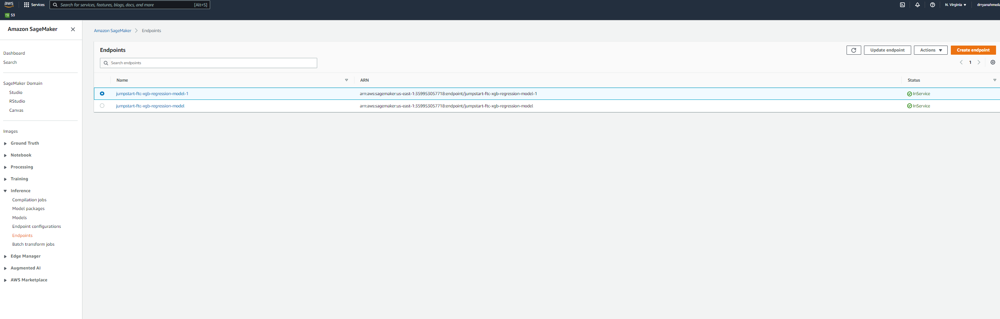 aws Services Search for services, features, blogs, docs, and more [Alt+S] N. Virginia drryanahmeda
S3
Amazon SageMaker
Dashboard
Search
SageMaker Domain
Studio
RStudio
Canvas
Images
Ground Truth
Notebook
Processing
Training
Inference
Compilation jobs
Model packages
Models
Endpoint configurations
Endpoints
Batch transform jobs
Edge Manager
Augmented AI
AWS Marketplace
Amazon SageMaker Endpoints
Endpoints Update endpoint Actions Create endpoint
Search endpoints 1
Name ARN Status
jumpstart-ftc-xgb-regression-model-1 arn:aws:sagemaker:us-east-1:359953057718:endpoint/jumpstart-ftc-xgb-regression-model-1 InService
jumpstart-ftc-xgb-regression-model arn:aws:sagemaker:us-east-1:359953057718:endpoint/jumpstart-ftc-xgb-regression-model InService